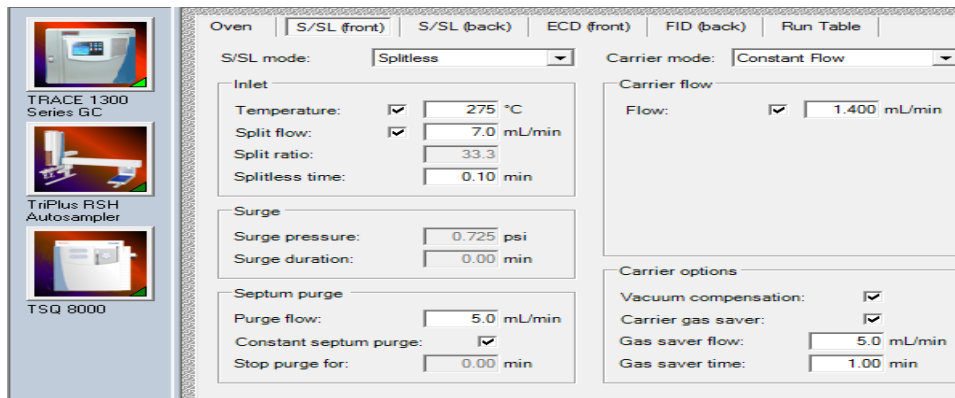 TRACE 1300
Series GC
TriPlus RSH
Autosampler
TSQ 8000
Oven S/SL (front) S/SL (back) ECD (front) FID (back) Run Table
S/SL mode: Splitless
Inlet
Temperature: 275 °C
Split flow: 7.0 mL/min
Split ratio: 33.3
Splitless time: 0.10 min
Surge
Surge pressure: 0.725 psi
Surge duration: 0.00 min
Septum purge
Purge flow: 5.0 mL/min
Constant septum purge:
Stop purge for: 0.00 min
Carrier mode: Constant Flow
Carrier flow
Flow: 1.400 mL/min
Carrier options
Vacuum compensation:
Carrier gas saver:
Gas saver flow: 5.0 mL/min
Gas saver time: 1.00 min